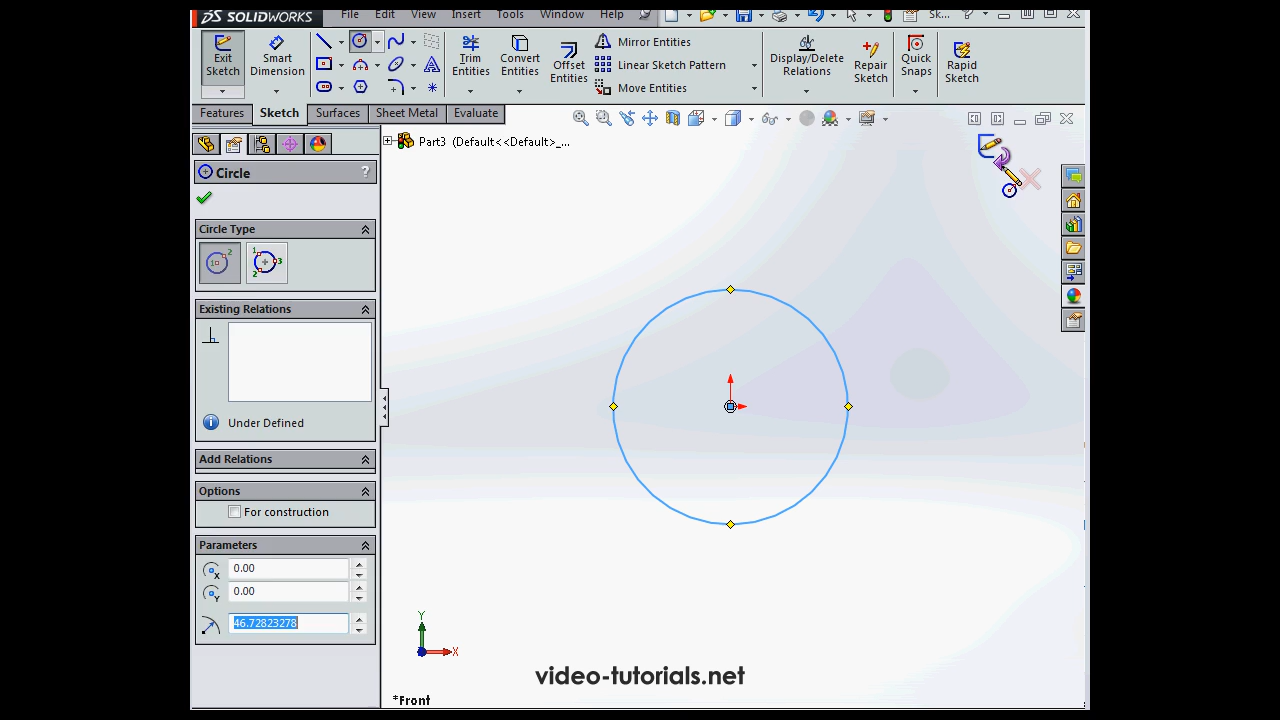 SOLIDWORKS File Edit View Insert Tools Window Help Sk... ?
Exit Sketch
Smart Dimension
Trim Entities
Convert Entities
Offset Entities
Mirror Entities
Linear Sketch Pattern
Move Entities
Display/Delete Relations
Repair Sketch
Quick Snaps
Rapid Sketch
Features Sketch Surfaces Sheet Metal Evaluate
Part3 (Default<<Default>_...
Circle ?
Circle Type
Existing Relations
Under Defined
Add Relations
Options
For construction
Parameters
0.00
0.00
46.72823278
Y
X
video-tutorials.net
*Front